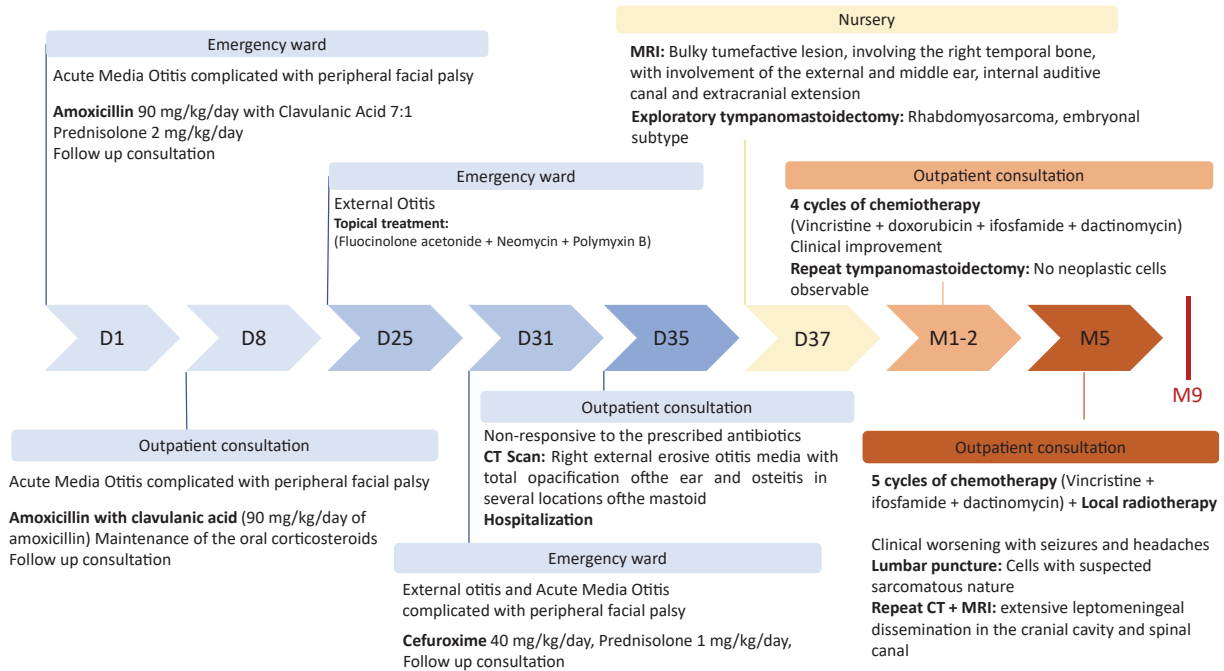 Emergency ward
Acute Media Otitis complicated with peripheral facial palsy
Amoxicillin 90 mg/kg/day with Clavulanic Acid 7:1
Prednisolone 2 mg/kg/day
Follow up consultation
Emergency ward
External Otitis
Topical treatment:
(Fluocinolone acetonide + Neomycin + Polymyxin B)
Nursery
MRI: Bulky tumefactive lesion, involving the right temporal bone,
with involvement of the external and middle ear, internal auditive
canal and extracranial extension
Exploratory tympanomastoidectomy: Rhabdomyosarcoma, embryonal
subtype
Outpatient consultation
4 cycles of chemiotherapy
(Vincristine + doxorubicin + ifosfamide + dactinomycin)
Clinical improvement
Repeat tympanomastoidectomy: No neoplastic cells
observable
D1
D8
D25
D31
D35
D37
M1-2
M5
M9
Outpatient consultation
Acute Media Otitis complicated with peripheral facial palsy
Amoxicillin with clavulanic acid (90 mg/kg/day of
amoxicillin) Maintenance of the oral corticosteroids
Follow up consultation
Outpatient consultation
Non-responsive to the prescribed antibiotics
CT Scan: Right external erosive otitis media with
total opacification ofthe ear and osteitis in
several locations ofthe mastoid
Hospitalization
Emergency ward
External otitis and Acute Media Otitis
complicated with peripheral facial palsy
Cefuroxime 40 mg/kg/day, Prednisolone 1 mg/kg/day,
Follow up consultation
Outpatient consultation
5 cycles of chemotherapy (Vincristine +
ifosfamide + dactinomycin) + Local radiotherapy
Clinical worsening with seizures and headaches
Lumbar puncture: Cells with suspected
sarcomatous nature
Repeat CT + MRI: extensive leptomeningeal
dissemination in the cranial cavity and spinal
canal